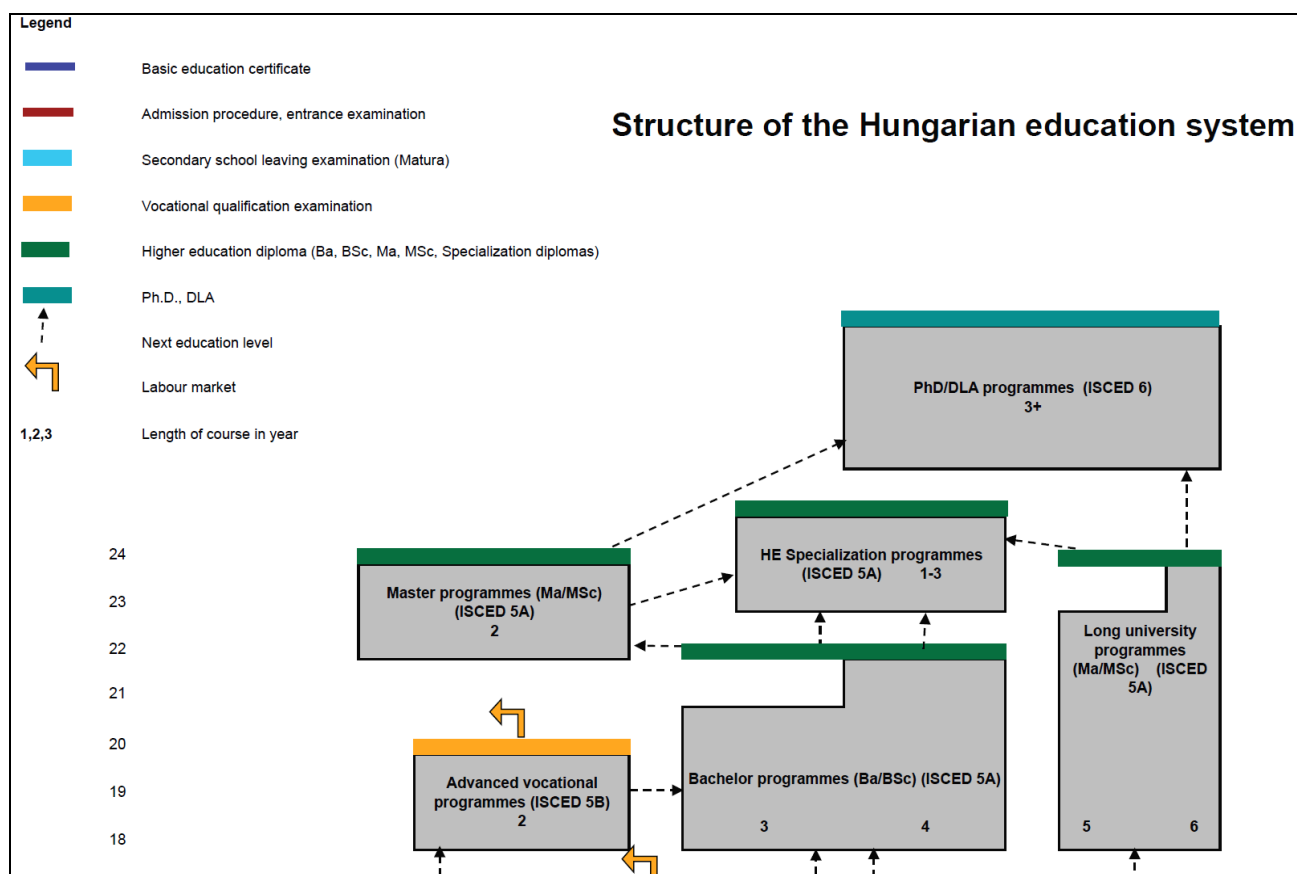 Legend
Basic education certificate
Admission procedure, entrance examination
Structure of the Hungarian education system
Secondary school leaving examination (Matura)
Vocational qualification examination
Higher education diploma (Ba, BSc, Ma, MSc, Specialization diplomas)
Ph.D., DLA
Next education level
Labour market
1,2,3 Length of course in year
PhD/DLA programmes (ISCED 6)
3+
24
23
22
21
20
19
18
Master programmes (Ma/MSc)
(ISCED 5A)
2
HE Specialization programmes
(ISCED 5A) 1-3
Long university
programmes
(Ma/MSc) (ISCED
5A)
5 6
Advanced vocational
programmes (ISCED 5B)
2
Bachelor programmes (Ba/BSc) (ISCED 5A)
3 4